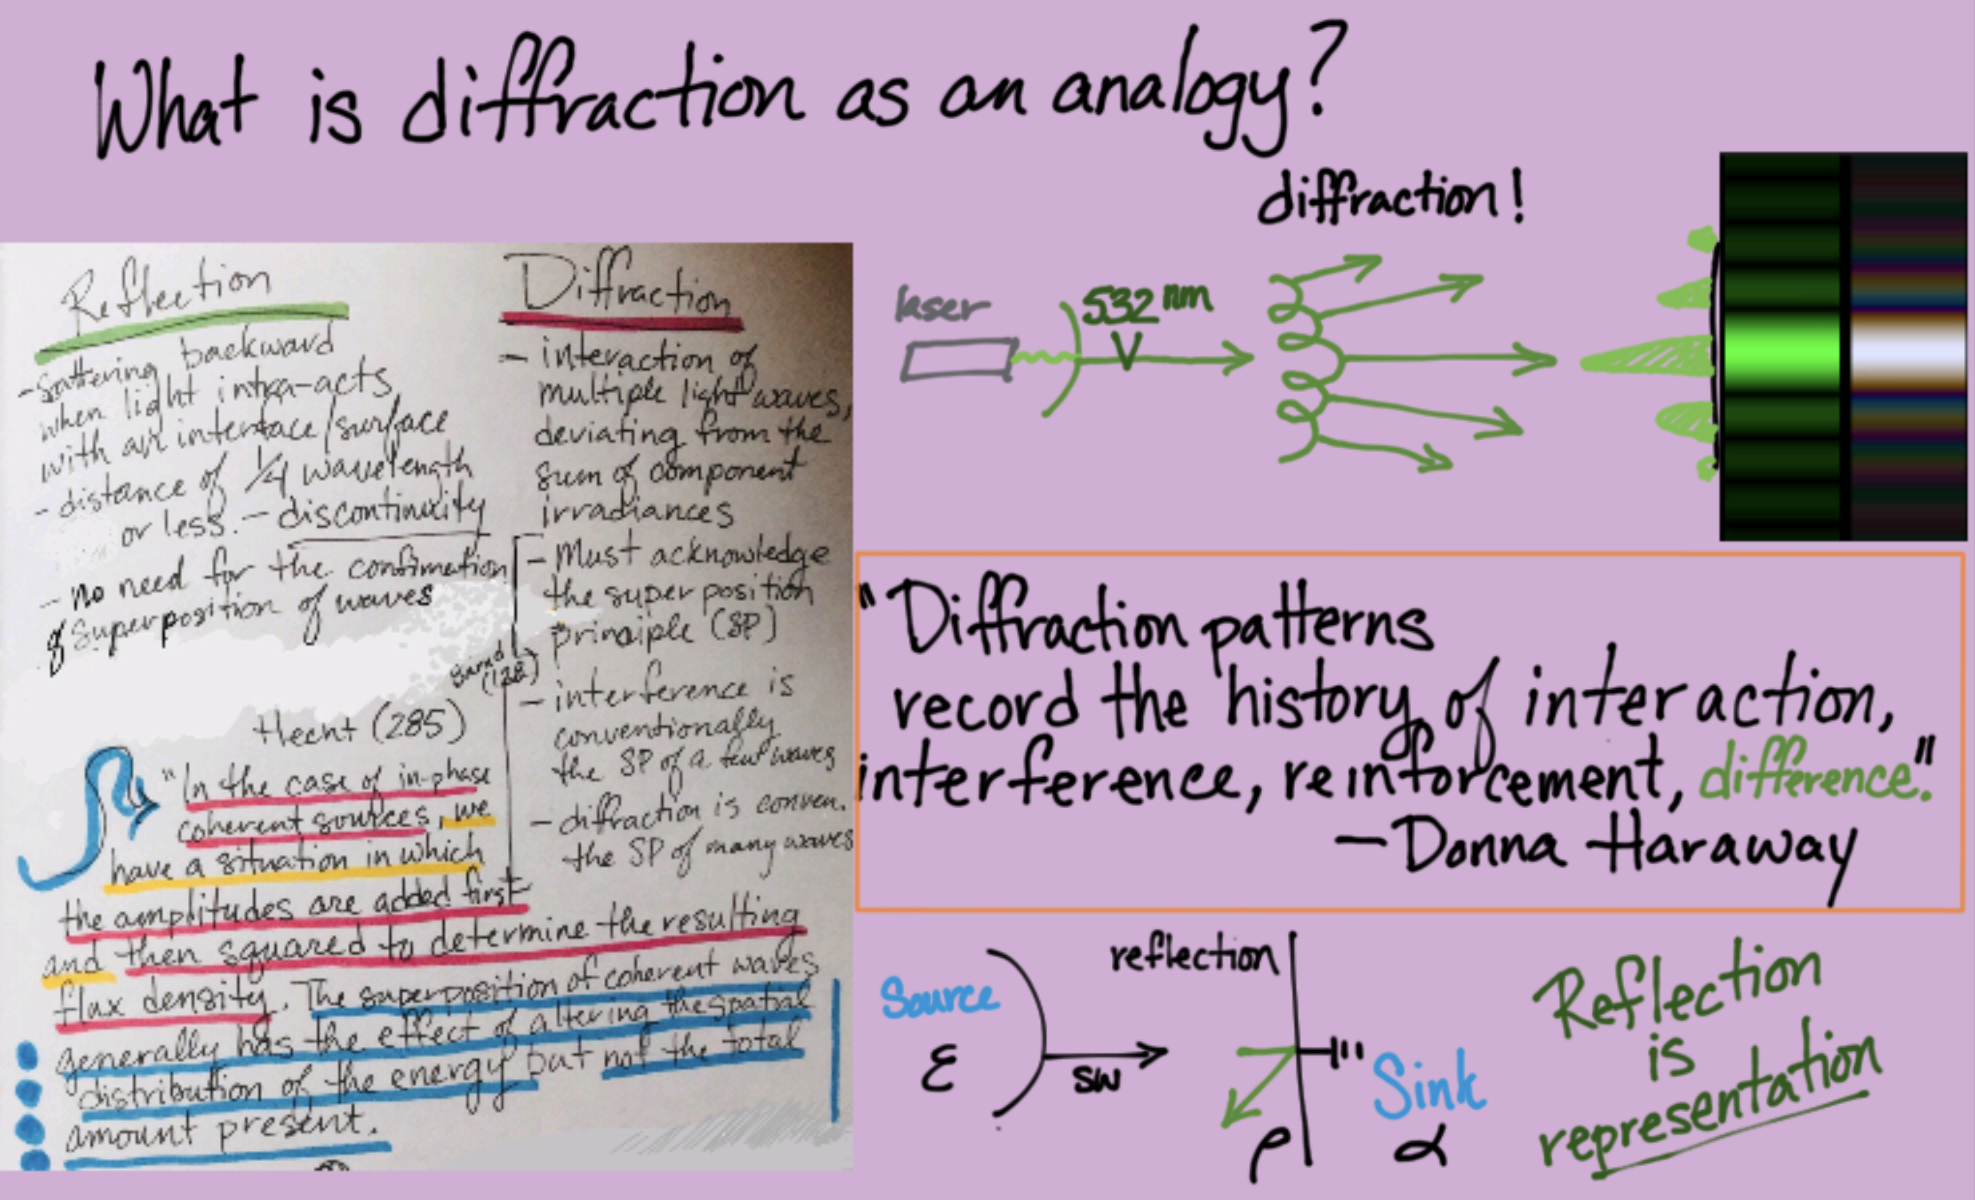 What is diffraction as an analogy?
diffraction!
laser
532 nm
V
Reflection
-Sattering backward
when light intra-acts
with an interface/surface
- distance of 1/4 wavelength
or less. - discontinuity
- no need for the confimation
of superposition of waves
Hecht (285)
"In the case of in-phase
coherent sources, we
have a situation in which
the amplitudes are added first
and then squared to determine the resulting
flux density. The superposition of coherent waves
generally has the effect of altering the spatial
distribution of the energy but not the total
amount present.
Diffraction
- interaction of
multiple light waves,
deviating from the
sum of component
irradiances
- Must acknowledge
the super position
principle (SP)
(128)
- interference is
conventionally
the SP of a few waves
- diffraction is conven.
the SP of many waves
"Diffraction patterns
record the history of interaction,
interference, reinforcement, difference."
-Donna Haraway
Source
ε
SW
reflection
ρ
Sink
α
Reflection
is
representation